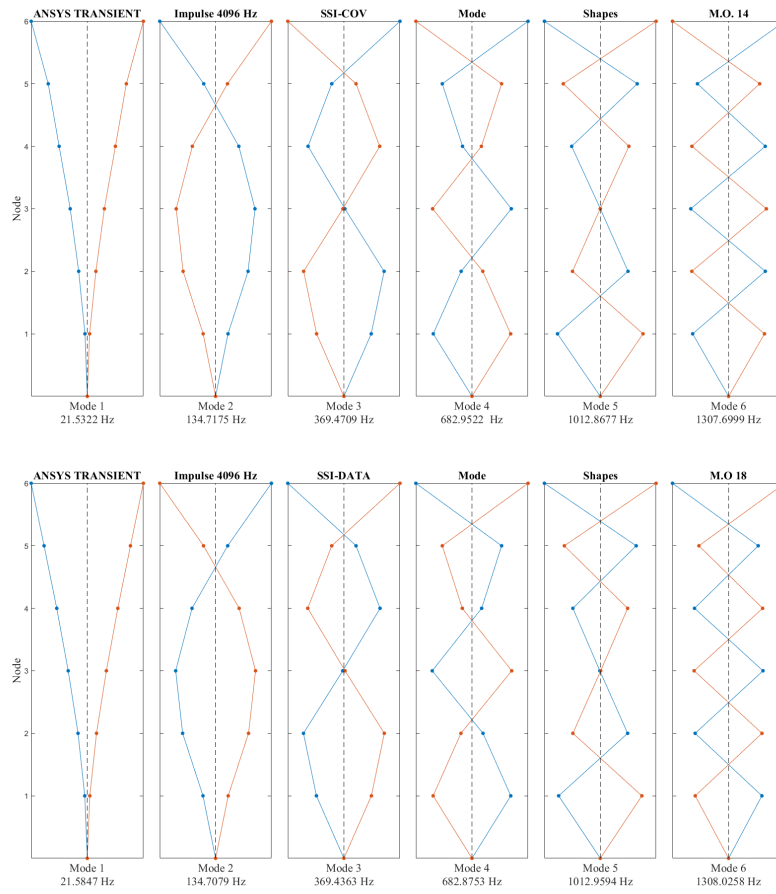 ANSYS TRANSIENT Impulse 4096 Hz SSI-COV Mode Shapes M.O. 14
6
5
4
3
2
1
Node
Mode 1 Mode 2 Mode 3 Mode 4 Mode 5 Mode 6
21.5322 Hz 134.7175 Hz 369.4709 Hz 682.9522 Hz 1012.8677 Hz 1307.6999 Hz
ANSYS TRANSIENT Impulse 4096 Hz SSI-DATA Mode Shapes M.O 18
6
5
4
3
2
1
Node
Mode 1 Mode 2 Mode 3 Mode 4 Mode 5 Mode 6
21.5847 Hz 134.7079 Hz 369.4363 Hz 682.8753 Hz 1012.9594 Hz 1308.0258 Hz